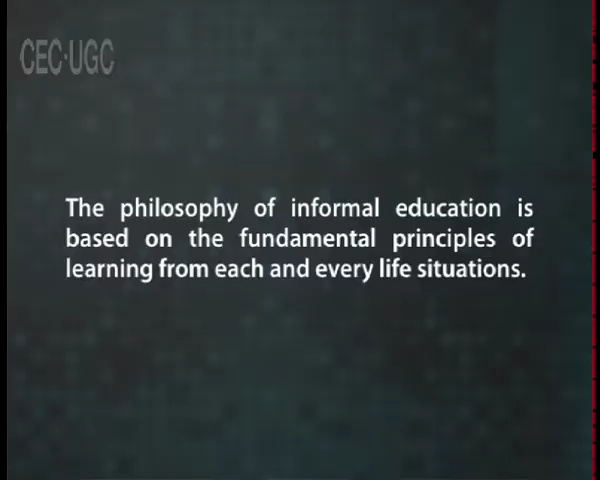 CEC-UGC
The philosophy of informal education is
based on the fundamental principles of
learning from each and every life situations.